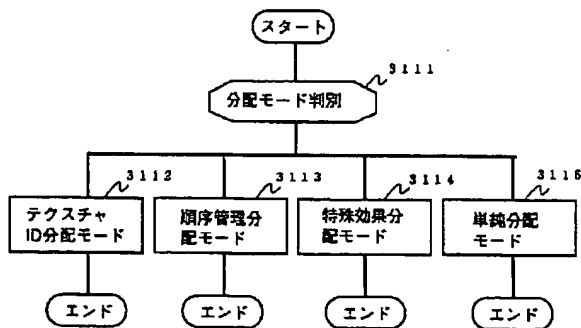 スタート
3111
分配モード判別
3112
3113
3114
3115
テクスチャ
ID分配モード
順序管理分
配モード
特殊効果分
配モード
単純分配
モード
エンド
エンド
エンド
エンド